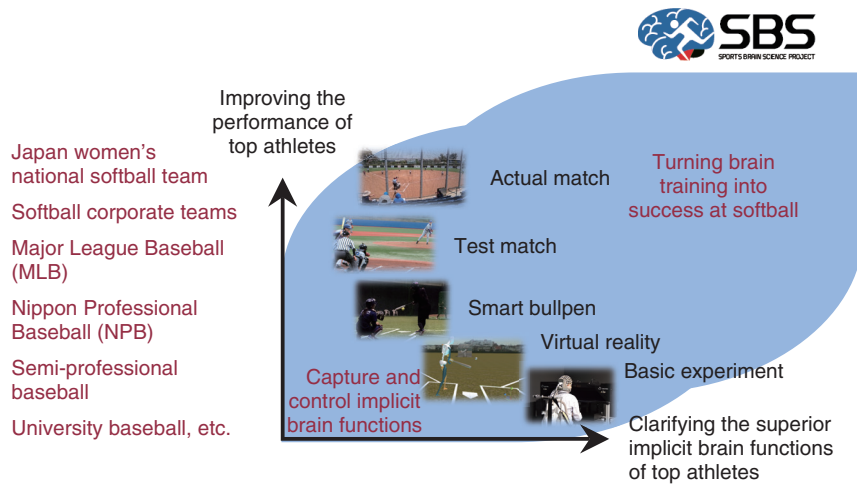 SBS
SPORTS BRAIN SCIENCE PROJECT
Improving the
performance of
top athletes
Japan women's
national softball team
Softball corporate teams
Major League Baseball
(MLB)
Nippon Professional
Baseball (NPB)
Semi-professional
baseball
University baseball, etc.
Actual match
Turning brain
training into
success at softball
Test match
Smart bullpen
Virtual reality
Basic experiment
Capture and
control implicit
brain functions
Clarifying the superior
implicit brain functions
of top athletes